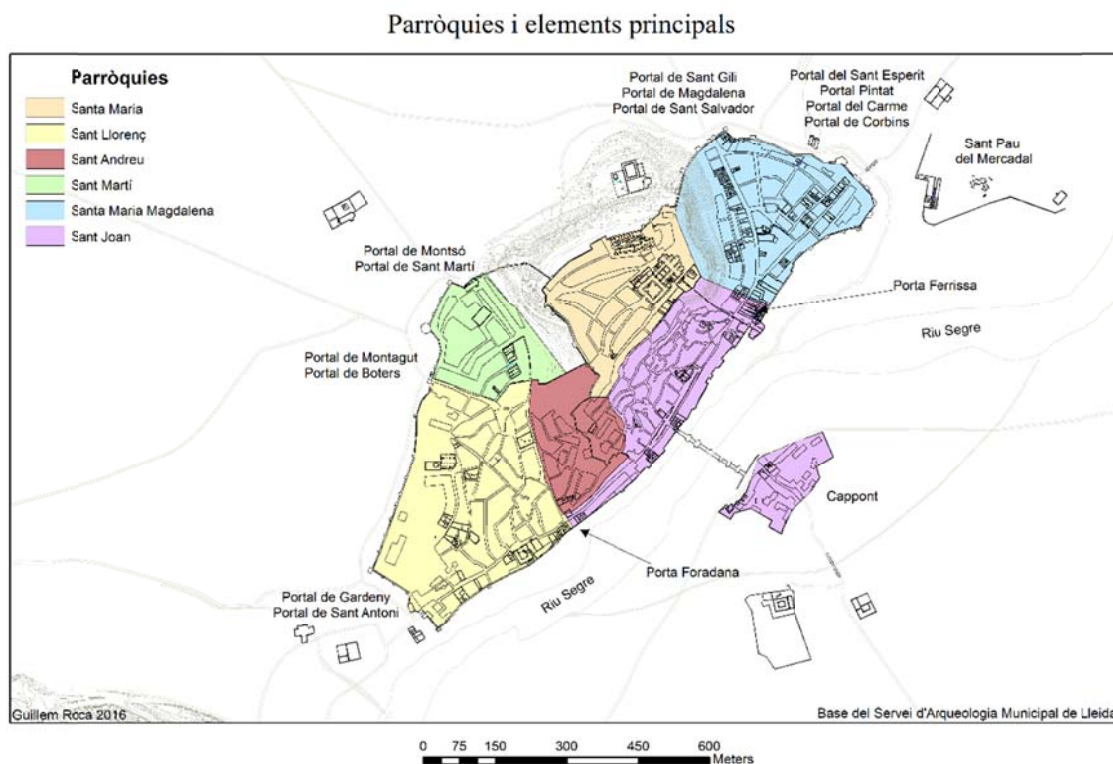 Parròquies i elements principals
Parròquies
Santa Maria
Sant Llorenç
Sant Andreu
Sant Martí
Santa Maria Magdalena
Sant Joan
Portal de Sant Gili
Portal de Magdalena
Portal de Sant Salvador
Portal del Sant Esperit
Portal Pintat
Portal del Carme
Portal de Corbins
Sant Pau
del Mercadal
Portal de Montsó
Portal de Sant Martí
Porta Ferrissa
Riu Segre
Portal de Montagut
Portal de Boters
Cappont
Porta Foradana
Riu Segre
Portal de Gardeny
Portal de Sant Antoni
Guillem Roca 2016
Base del Servei d'Arqueologia Municipal de Lleida
0 75 150 300 450 600
Meters